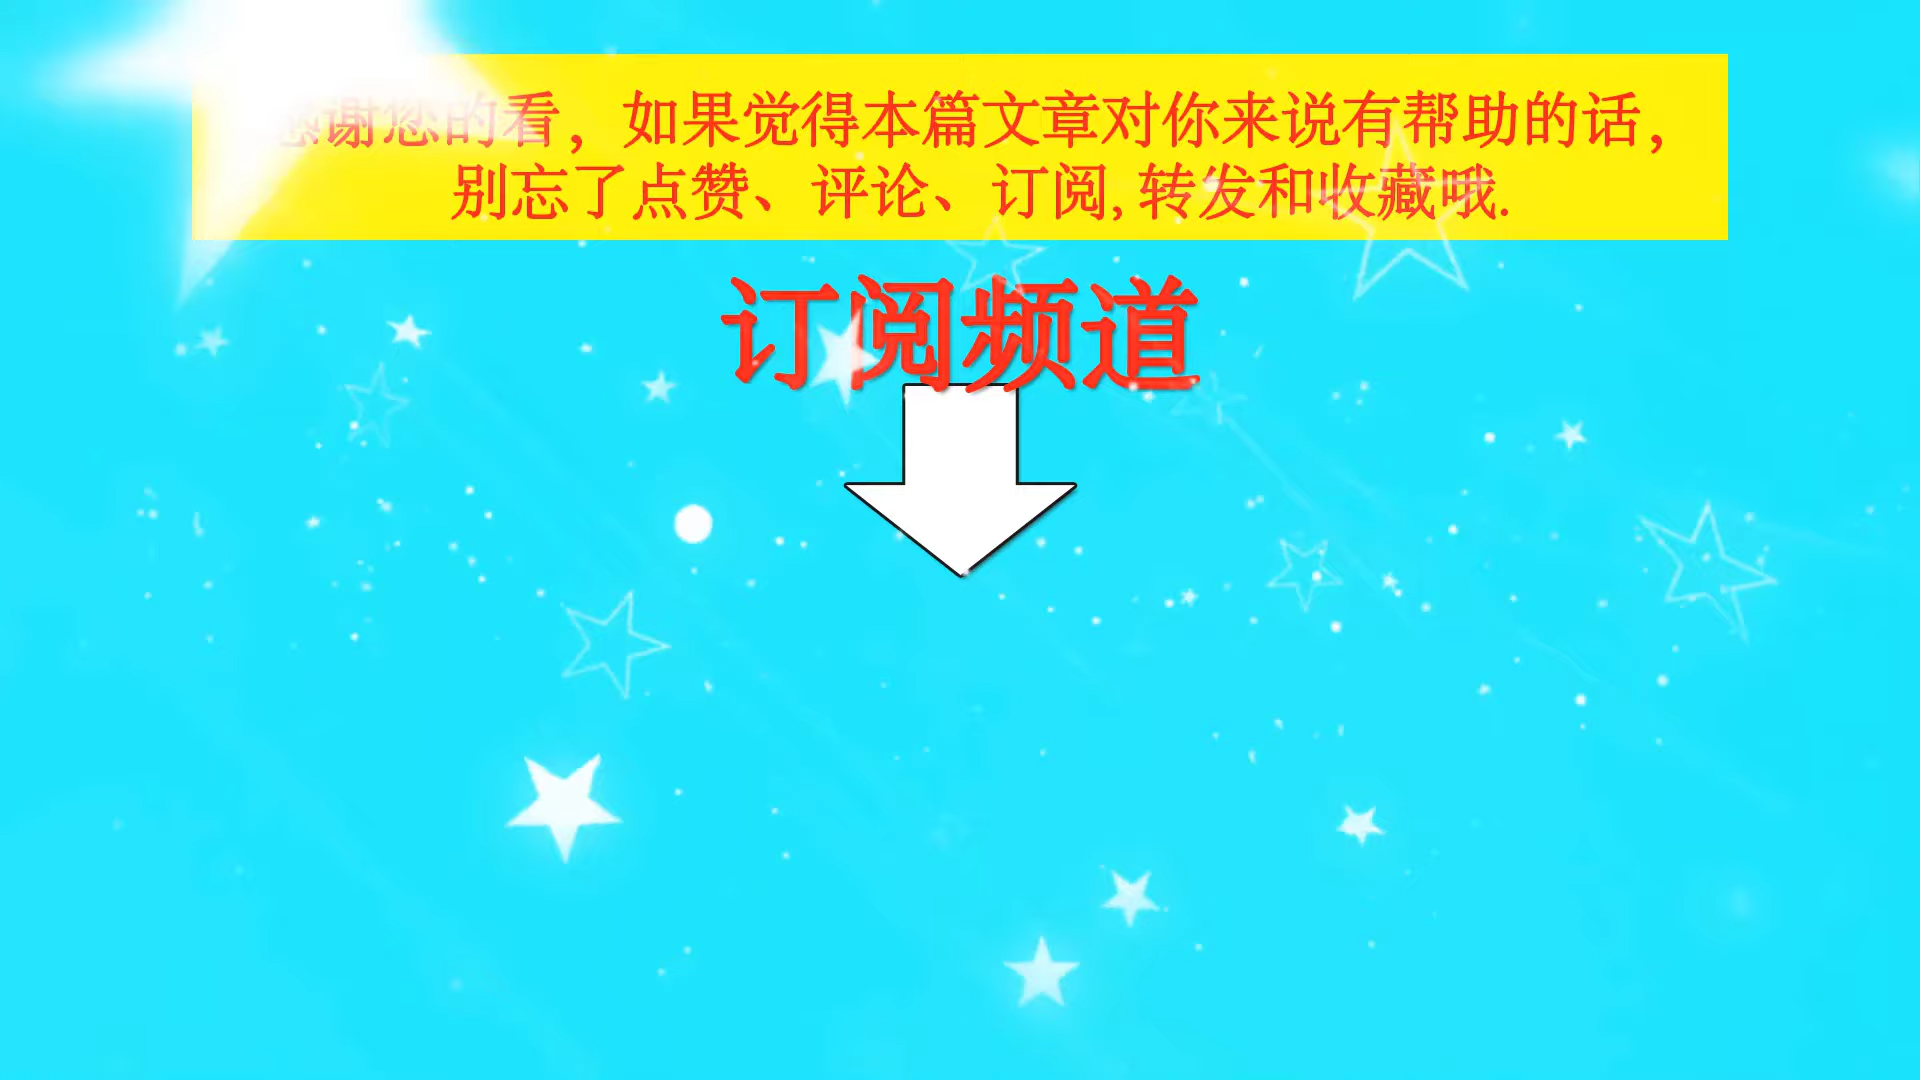 感谢您的看，如果觉得本篇文章对你来说有帮助的话，
别忘了点赞、评论、订阅,转发和收藏哦.
订阅频道